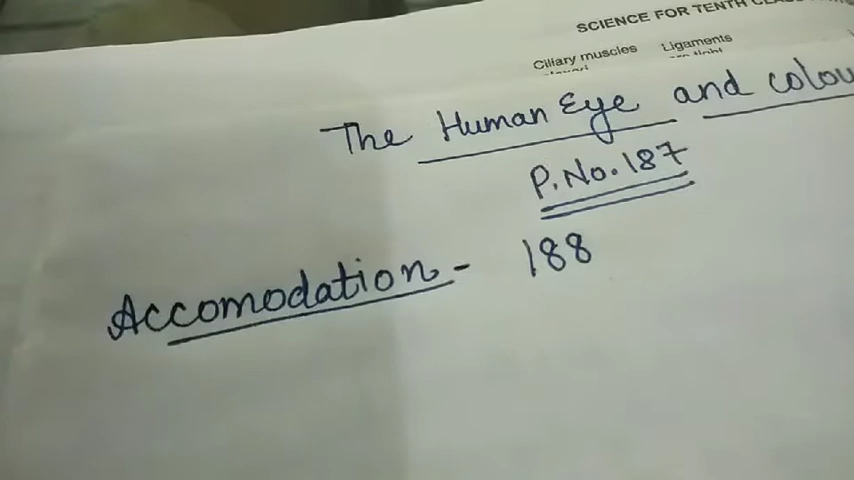 SCIENCE FOR TENTH
Ciliary muscles Ligaments
The Human Eye and colou
P.No.187
Accomodation - 188